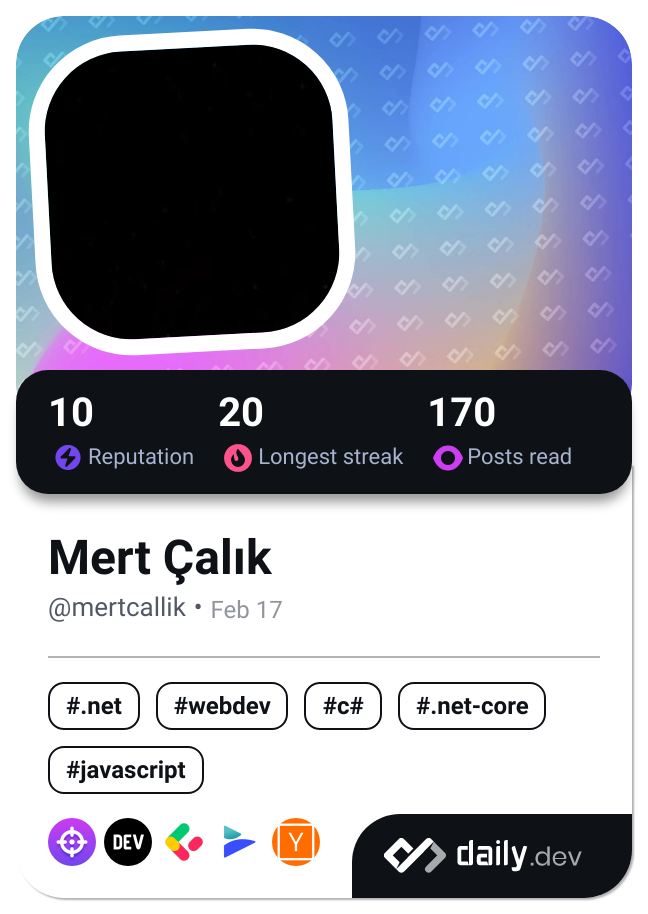 10 20 170
Reputation Longest streak Posts read
Mert Çalık
@mertcallik • Feb 17
#.net #webdev #c# #.net-core
#javascript
DEV Y daily.dev